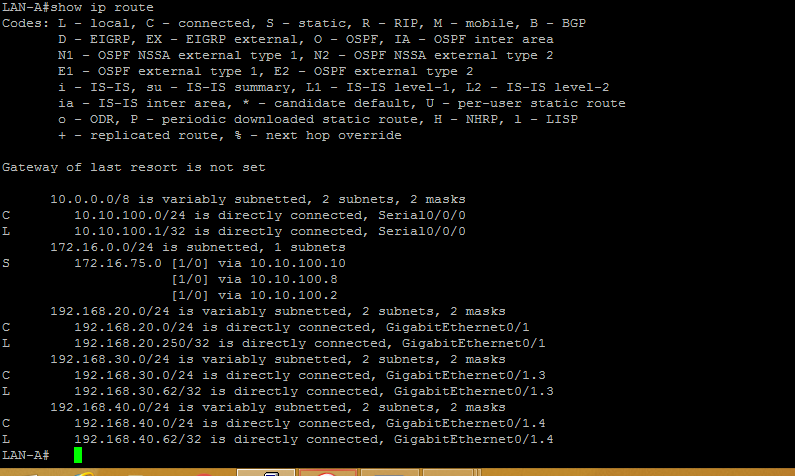 LAN-A#show ip route
Codes: L - local, C - connected, S - static, R - RIP, M - mobile, B - BGP
       D - EIGRP, EX - EIGRP external, O - OSPF, IA - OSPF inter area
       N1 - OSPF NSSA external type 1, N2 - OSPF NSSA external type 2
       E1 - OSPF external type 1, E2 - OSPF external type 2
       i - IS-IS, su - IS-IS summary, L1 - IS-IS level-1, L2 - IS-IS level-2
       ia - IS-IS inter area, * - candidate default, U - per-user static route
       o - ODR, P - periodic downloaded static route, H - NHRP, l - LISP
       + - replicated route, % - next hop override
Gateway of last resort is not set
      10.0.0.0/8 is variably subnetted, 2 subnets, 2 masks
C        10.10.100.0/24 is directly connected, Serial0/0/0
L        10.10.100.1/32 is directly connected, Serial0/0/0
      172.16.0.0/24 is subnetted, 1 subnets
S        172.16.75.0 [1/0] via 10.10.100.10
                     [1/0] via 10.10.100.8
                     [1/0] via 10.10.100.2
      192.168.20.0/24 is variably subnetted, 2 subnets, 2 masks
C        192.168.20.0/24 is directly connected, GigabitEthernet0/1
L        192.168.20.250/32 is directly connected, GigabitEthernet0/1
      192.168.30.0/24 is variably subnetted, 2 subnets, 2 masks
C        192.168.30.0/24 is directly connected, GigabitEthernet0/1.3
L        192.168.30.62/32 is directly connected, GigabitEthernet0/1.3
      192.168.40.0/24 is variably subnetted, 2 subnets, 2 masks
C        192.168.40.0/24 is directly connected, GigabitEthernet0/1.4
L        192.168.40.62/32 is directly connected, GigabitEthernet0/1.4
LAN-A#